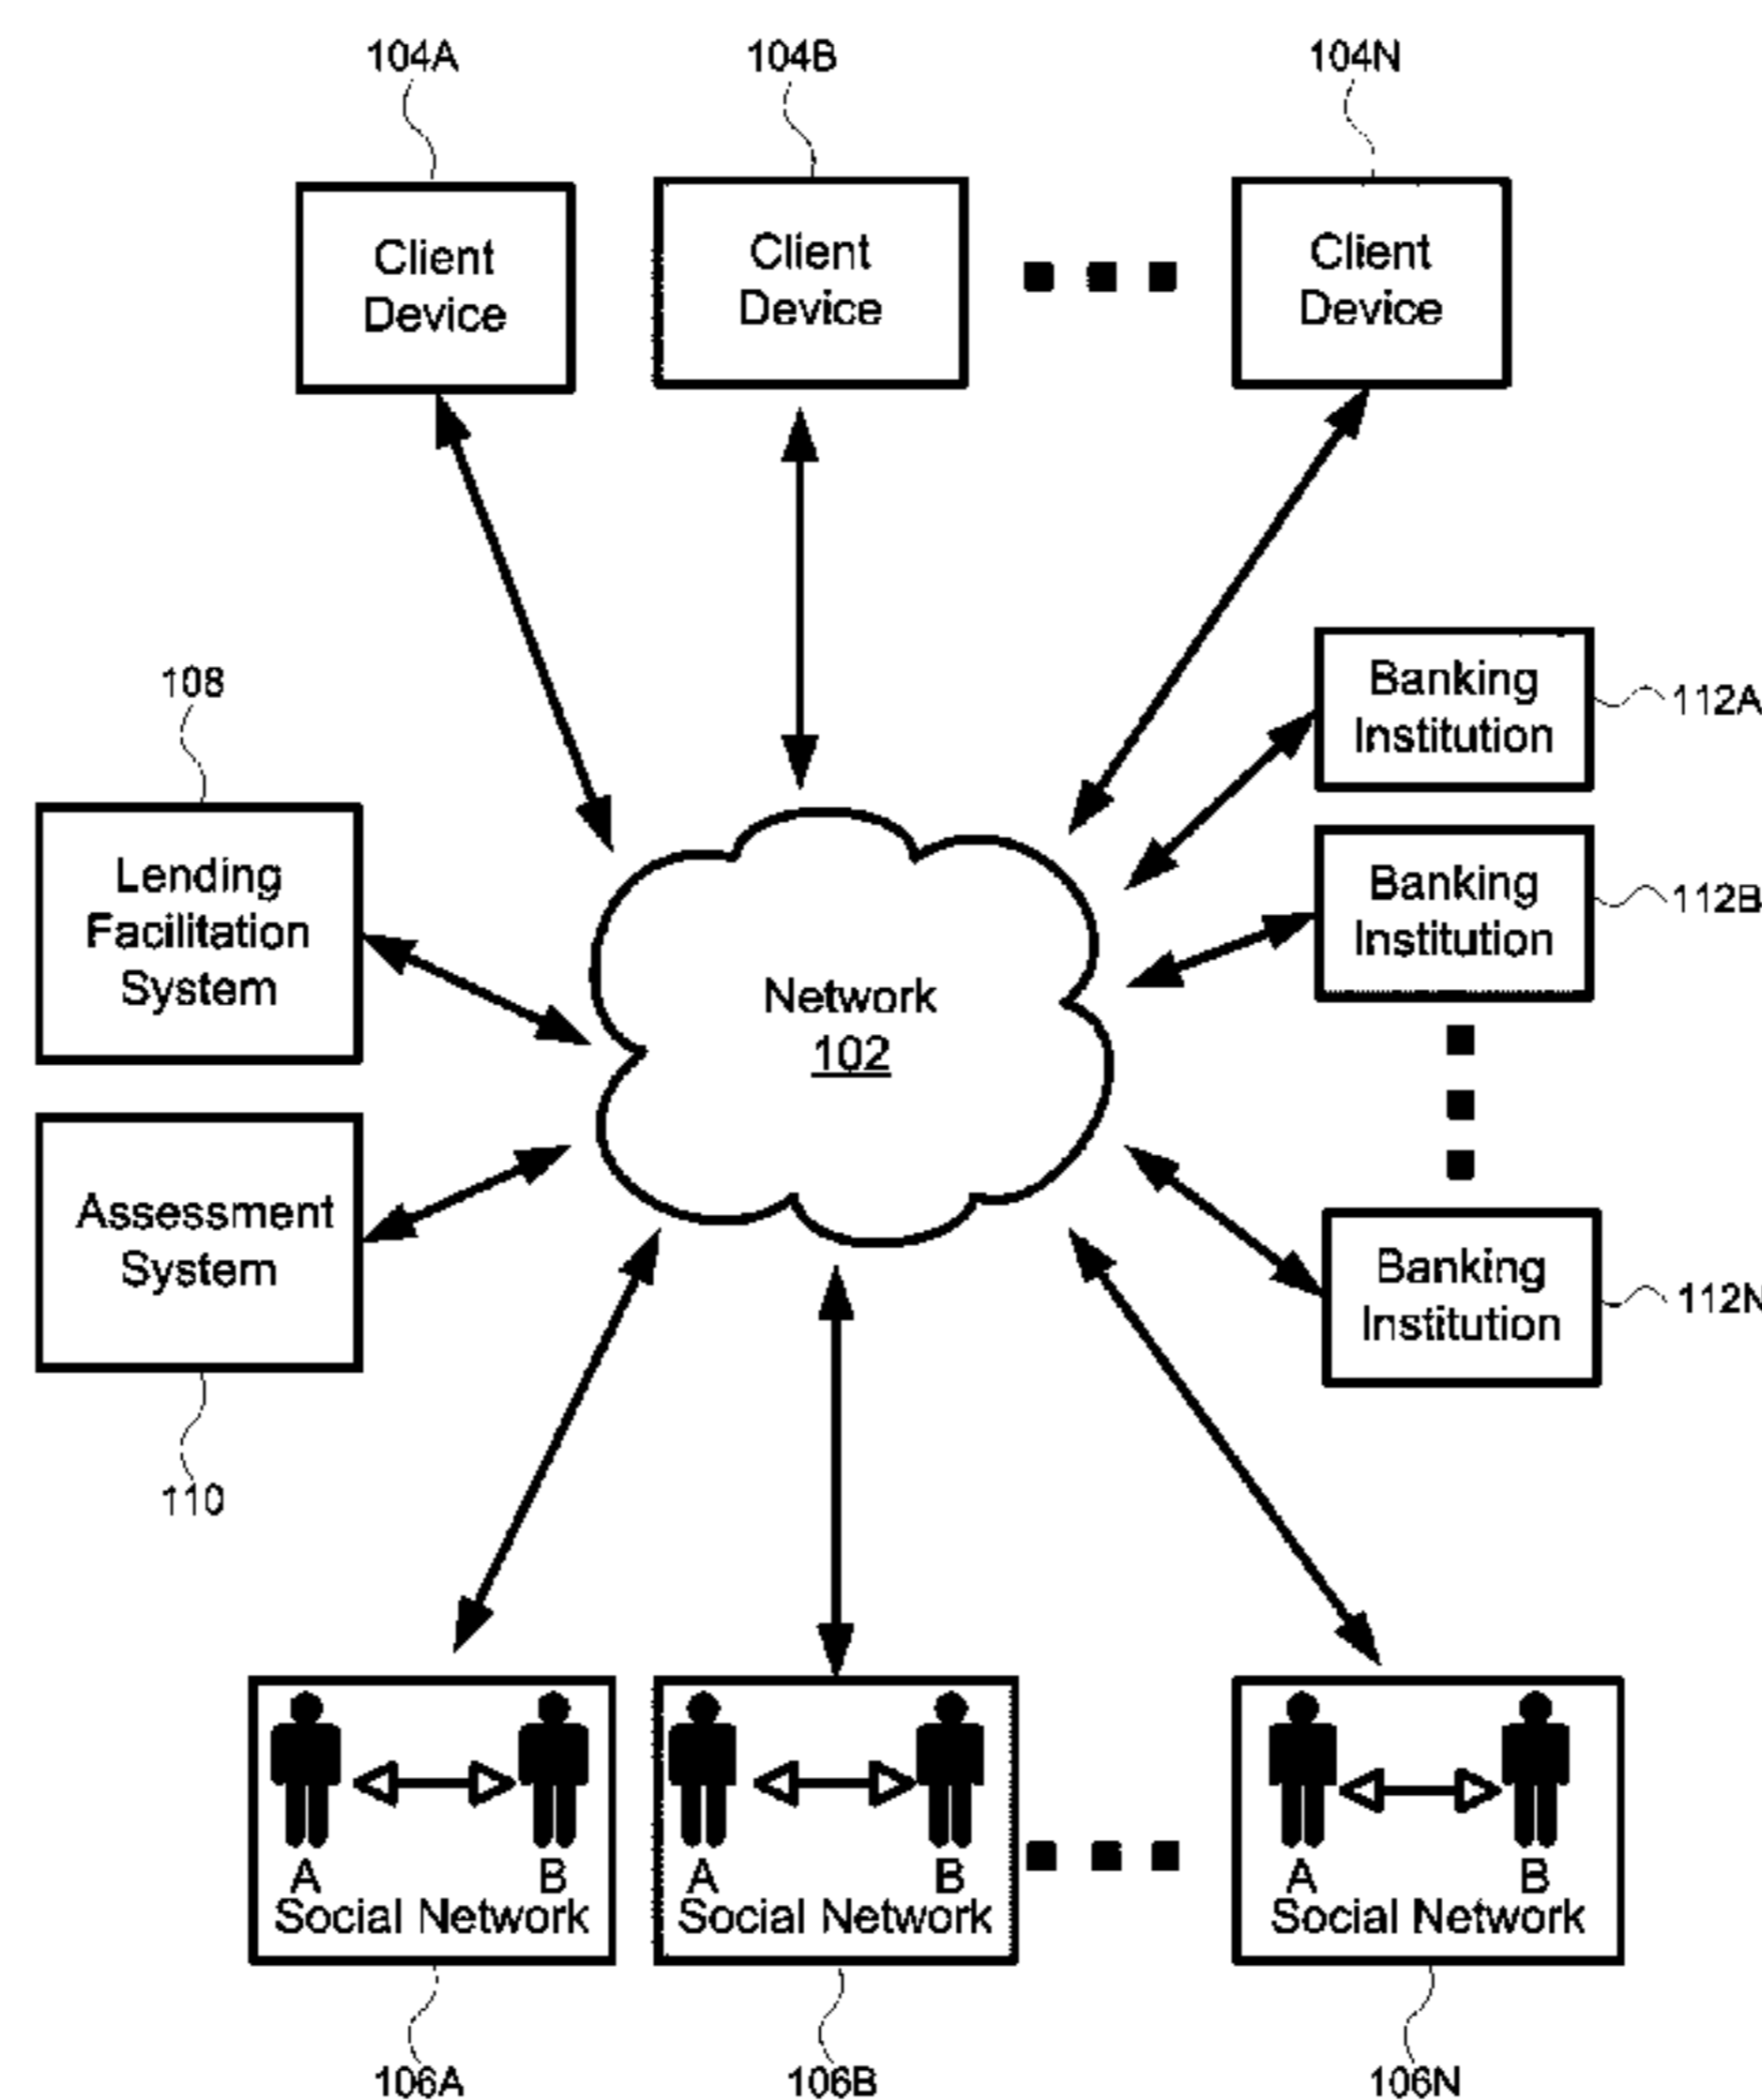 104A
104B
104N
Client
Device
Client
Device
Client
Device
108
Banking
Institution
112A
Lending
Facilitation
System
Banking
Institution
112B
Network
102
Assessment
System
Banking
Institution
112N
110
A
B
Social Network
A
B
Social Network
A
B
Social Network
106A
106B
106N